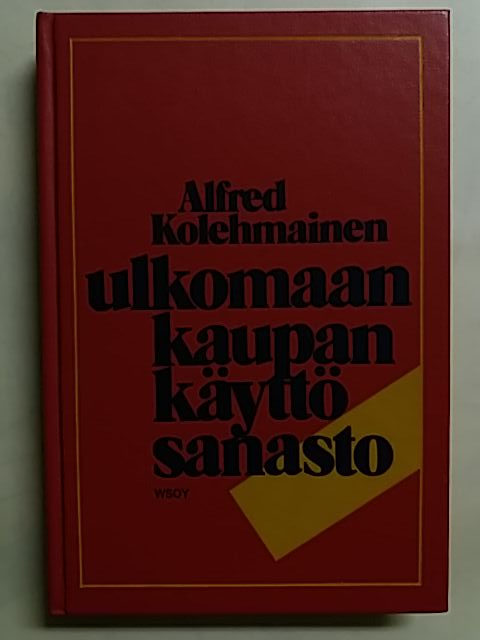 Alfred
Kolehmainen
ulkomaan
kaupan
käyttö
sanasto
WSOY